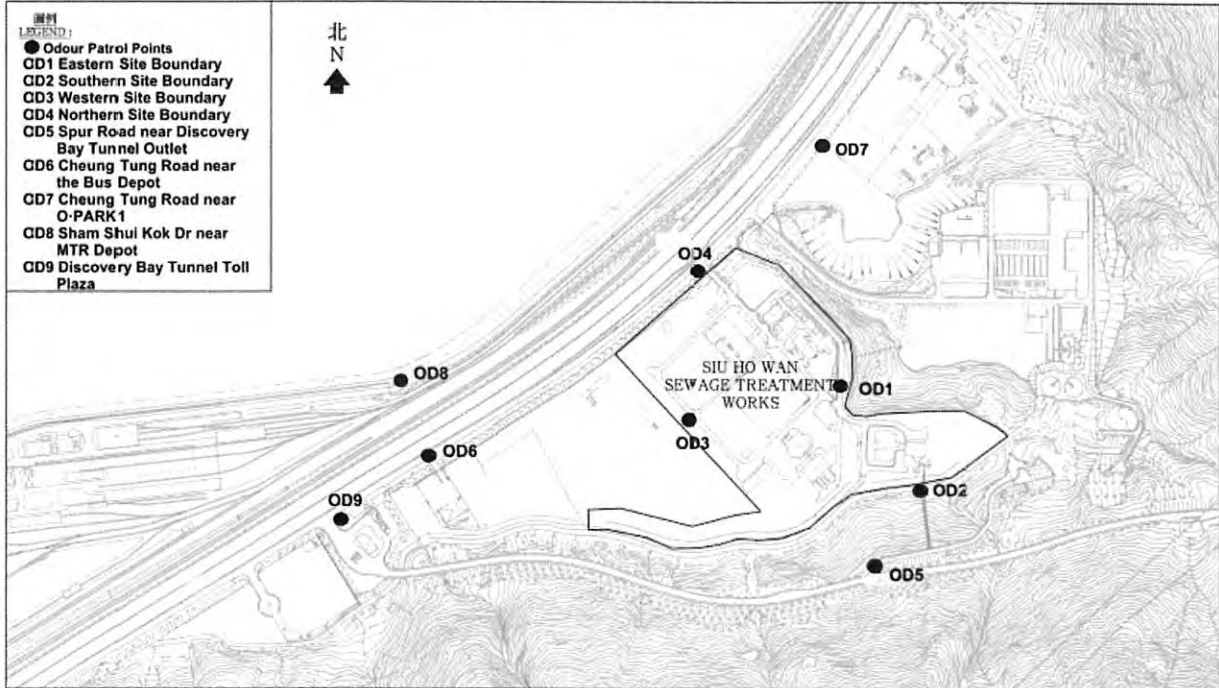 圖例
LEGEND :
Odour Patrol Points
OD1 Eastern Site Boundary
OD2 Southern Site Boundary
OD3 Western Site Boundary
OD4 Northern Site Boundary
OD5 Spur Road near Discovery
Bay Tunnel Outlet
OD6 Cheung Tung Road near
the Bus Depot
OD7 Cheung Tung Road near
O·PARK1
OD8 Sham Shui Kok Dr near
MTR Depot
OD9 Discovery Bay Tunnel Toll
Plaza
北
N
OD7
OD4
OD8
SIU HO WAN
SEWAGE TREATMENT
WORKS
OD1
OD3
OD6
OD2
OD9
OD5